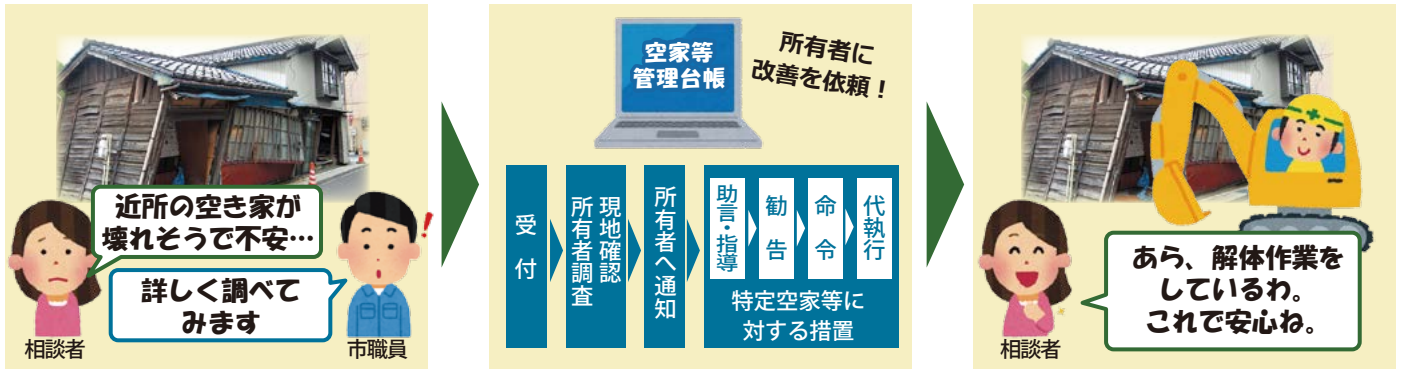 近所の空き家が
壊れそうで不安…
詳しく調べて
みます
相談者
市職員
空家等
管理台帳
所有者に
改善を依頼！
受付
現地確認
所有者調査
所有者へ通知
助言・指導
勧告
命令
代執行
特定空家等に
対する措置
あら、解体作業を
しているわ。
これで安心ね。
相談者